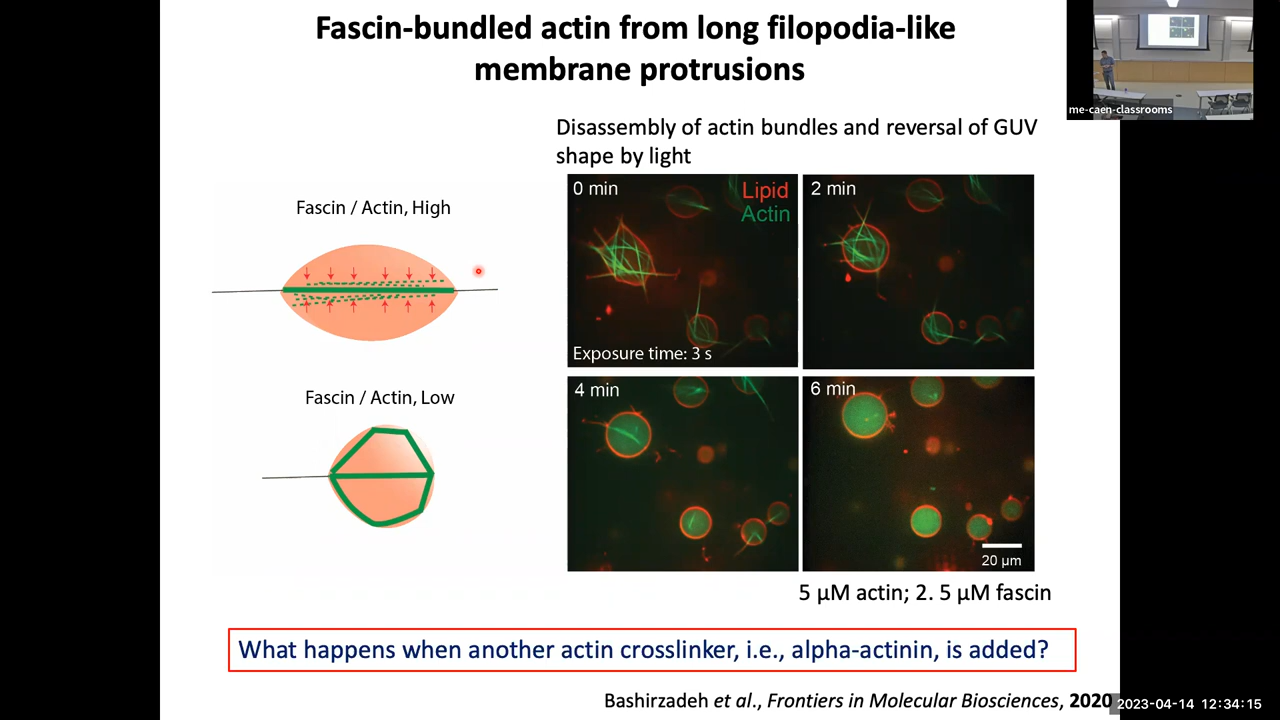 Fascin-bundled actin from long filopodia-like
membrane protrusions
me-caen-classrooms
Disassembly of actin bundles and reversal of GUV
shape by light
Fascin / Actin, High
0 min
Lipid
Actin
Exposure time: 3 s
2 min
Fascin / Actin, Low
4 min
6 min
20 μm
5 μM actin; 2. 5 μM fascin
What happens when another actin crosslinker, i.e., alpha-actinin, is added?
Bashirzadeh et al., Frontiers in Molecular Biosciences, 2020
2023-04-14 12:34:15